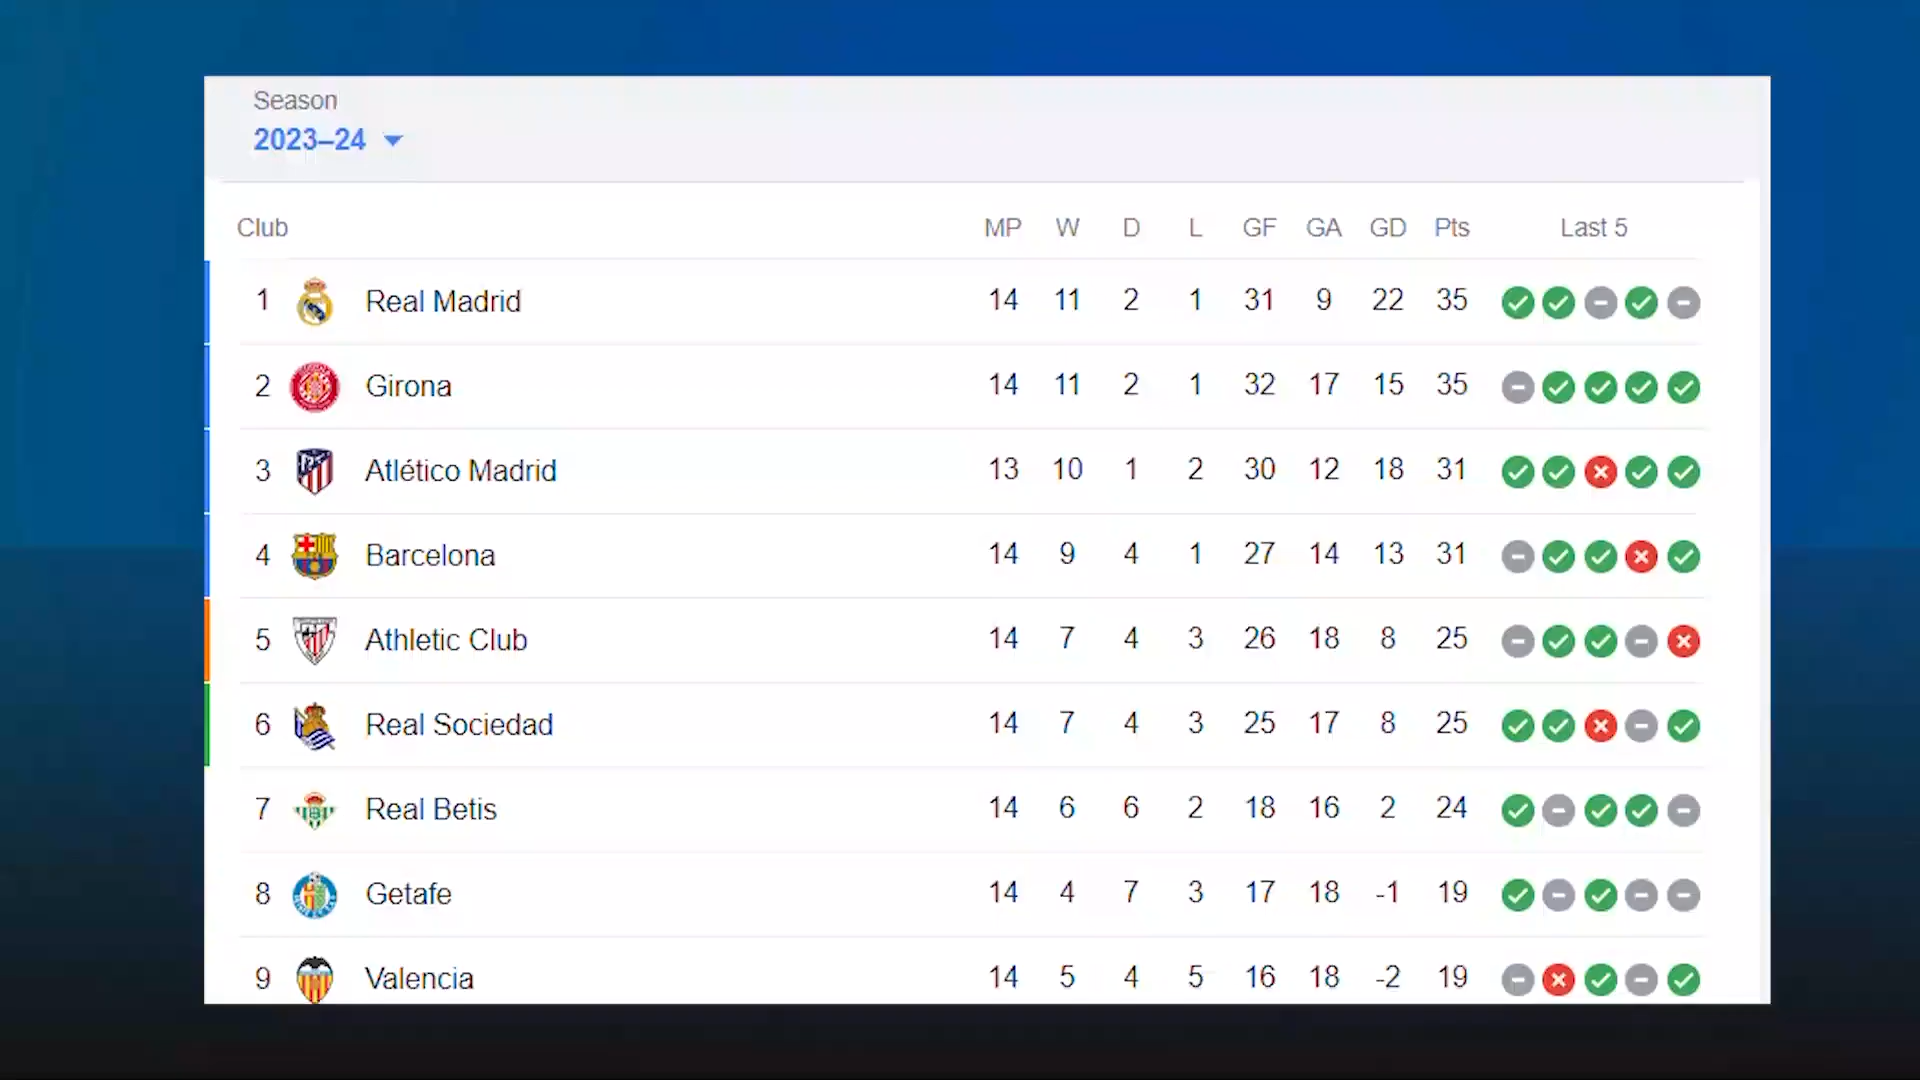 Season
2023–24
Club MP W D L GF GA GD Pts Last 5
1 Real Madrid 14 11 2 1 31 9 22 35
2 Girona 14 11 2 1 32 17 15 35
3 Atlético Madrid 13 10 1 2 30 12 18 31
4 Barcelona 14 9 4 1 27 14 13 31
5 Athletic Club 14 7 4 3 26 18 8 25
6 Real Sociedad 14 7 4 3 25 17 8 25
7 Real Betis 14 6 6 2 18 16 2 24
8 Getafe 14 4 7 3 17 18 -1 19
9 Valencia 14 5 4 5 16 18 -2 19